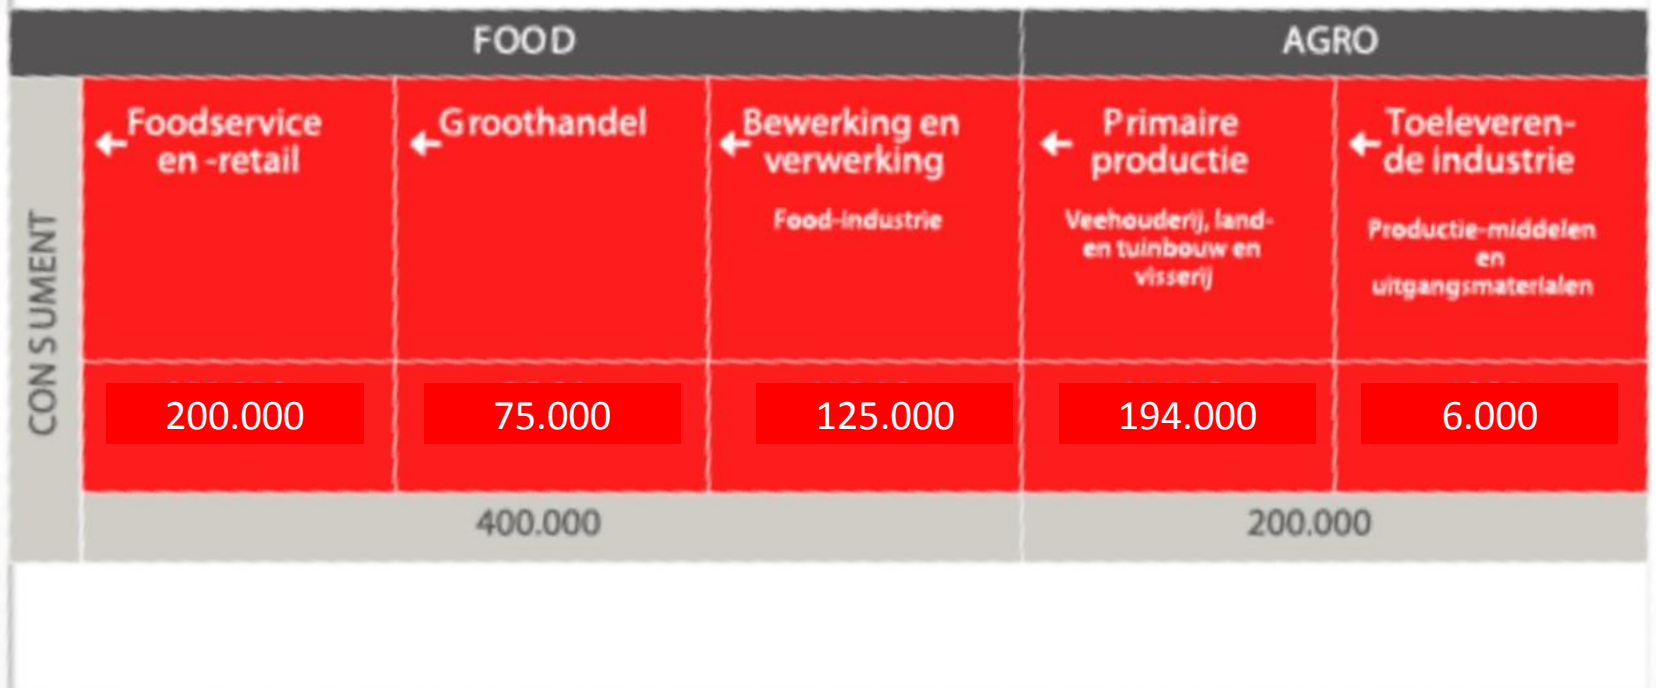 FOOD
AGRO
CONSUMENT
Foodservice
en -retail
Groothandel
Bewerking en
verwerking
Food-industrie
Primaire
productie
Veehouderij, land-
en tuinbouw en
visserij
Toeleveren-
de industrie
Productie-middelen
en
uitgangsmaterialen
200.000
75.000
125.000
194.000
6.000
400.000
200.000